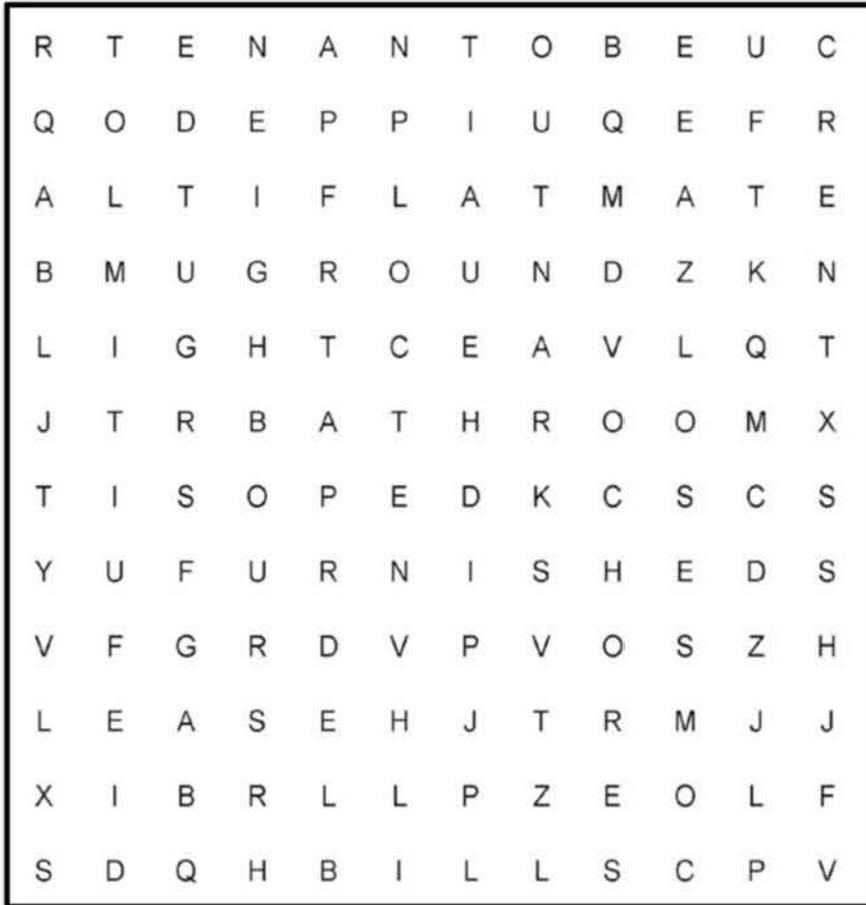 R T E N A N T O B E U C
Q O D E P P I U Q E F R
A L T I F L A T M A T E
B M U G R O U N D Z K N
L I G H T C E A V L Q T
J T R B A T H R O O M X
T I S O P E D K C S C S
Y U F U R N I S H E D S
V F G R D V P V O S Z H
L E A S E H J T R M J J
X I B R L L P Z E O L F
S D Q H B I L L S C P V